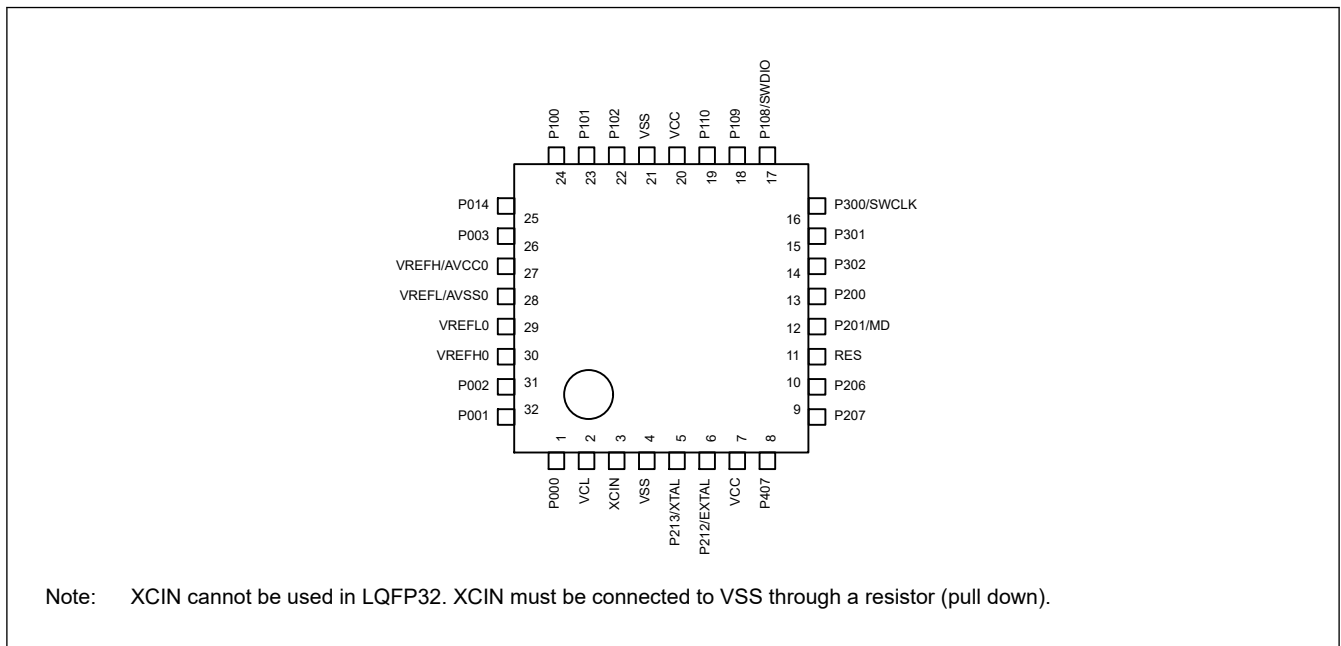 P100
P101
P102
VSS
VCC
P110
P109
P108/SWDIO
24
23
22
21
20
19
18
17
P014
25
P003
26
VREFH/AVCC0
27
VREFL/AVSS0
28
VREFL0
29
VREFH0
30
P002
31
P001
32
16
P300/SWCLK
15
P301
14
P302
13
P200
12
P201/MD
11
RES
10
P206
9
P207
1
2
3
4
5
6
7
8
P000
VCL
XCIN
VSS
P213/XTAL
P212/EXTAL
VCC
P407
Note: XCIN cannot be used in LQFP32. XCIN must be connected to VSS through a resistor (pull down).